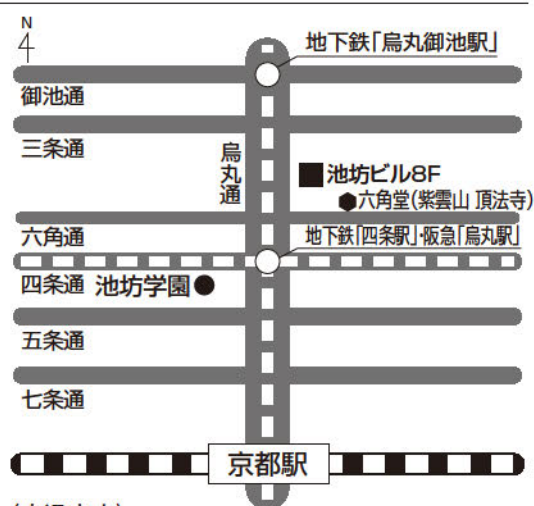 N
地下鉄「烏丸御池駅」
御池通
三条通
烏丸通
池坊ビル8F
六角堂(紫雲山 頂法寺)
六角通
地下鉄「四条駅」・阪急「烏丸駅」
四条通
池坊学園
五条通
七条通
京都駅